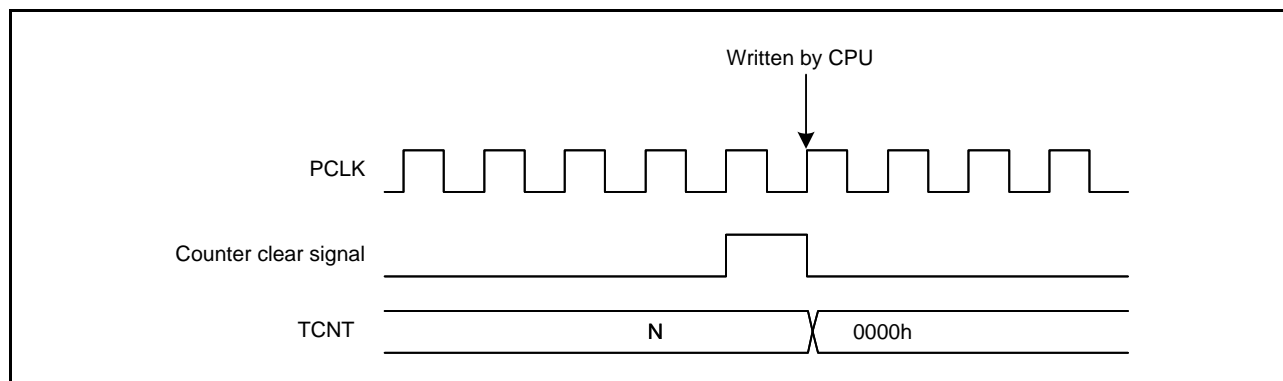 Written by CPU
PCLK
Counter clear signal
TCNT
N
0000h